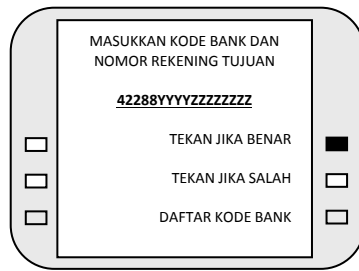 MASUKKAN KODE BANK DAN
NOMOR REKENING TUJUAN
42288YYYYZZZZZZZZ
TEKAN JIKA BENAR
TEKAN JIKA SALAH
DAFTAR KODE BANK